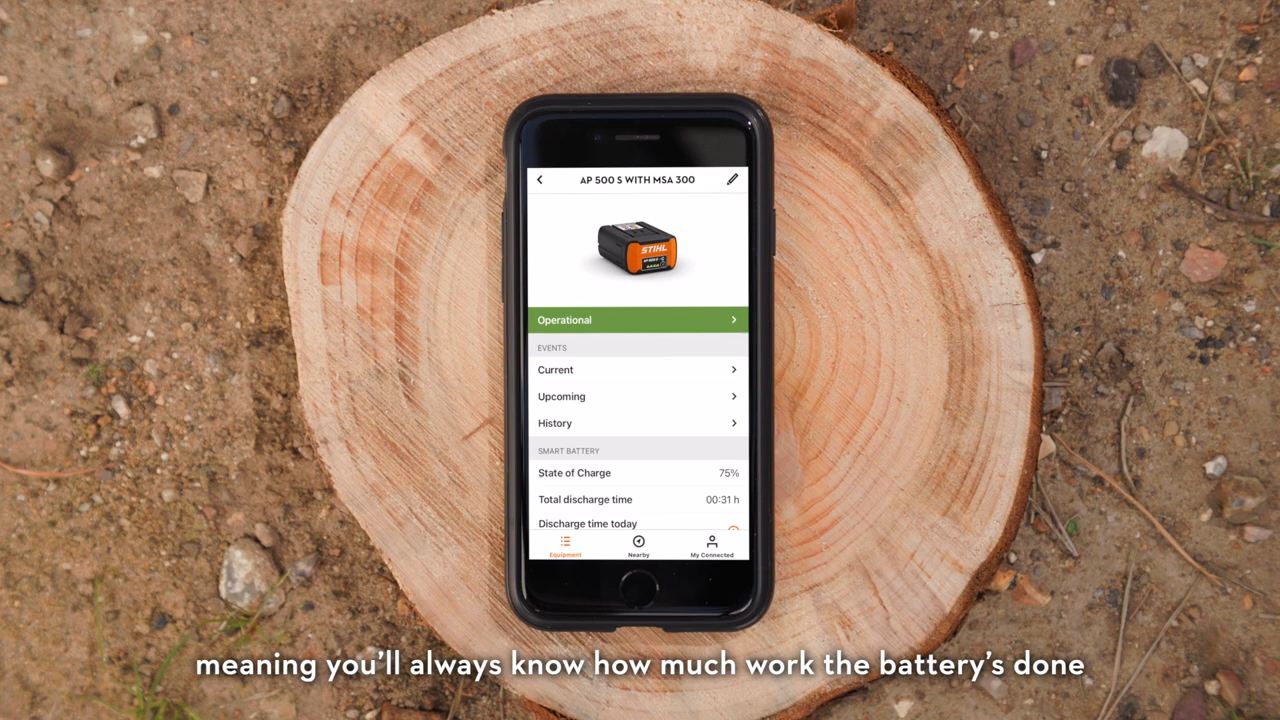 AP 500 S WITH MSA 300
STIHL
AP 500 S
Operational
EVENTS
Current
Upcoming
History
SMART BATTERY
State of Charge 75%
Total discharge time 00:31 h
Discharge time today
Equipment Nearby My Connected
meaning you'll always know how much work the battery's done